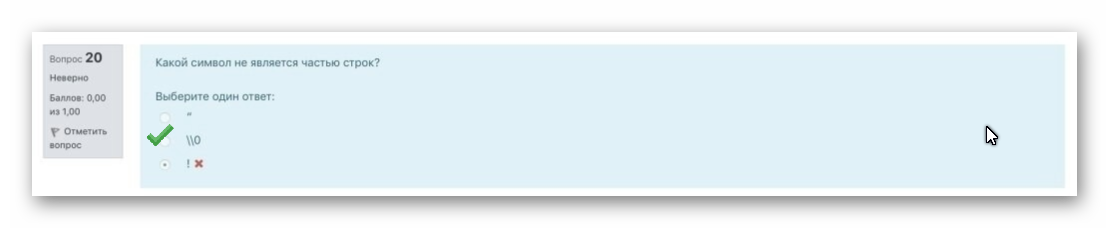 Вопрос 20
Неверно
Баллов: 0,00
из 1,00
Отметить
вопрос
Какой символ не является частью строк?
Выберите один ответ:
"
\\0
!